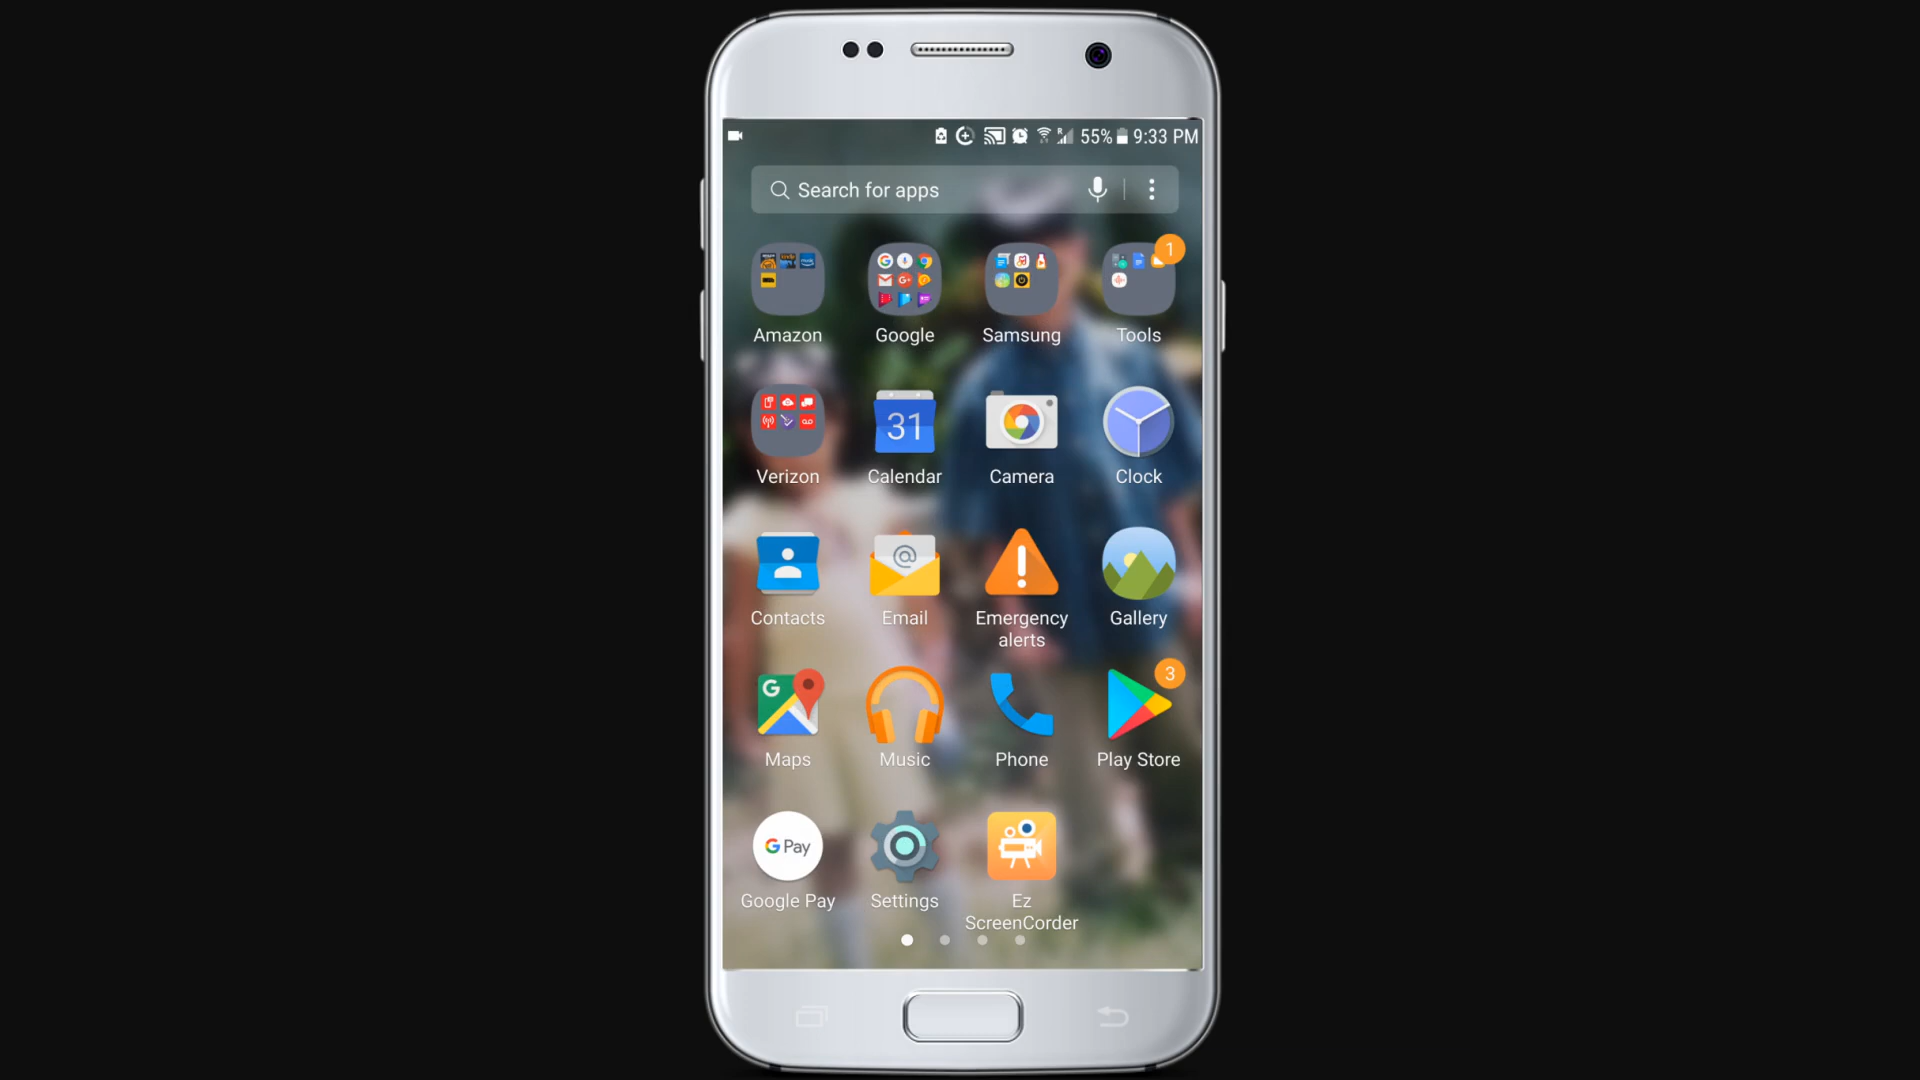 55% 9:33 PM
Search for apps
1
Amazon Google Samsung Tools
31
Verizon Calendar Camera Clock
Contacts Email Emergency alerts Gallery
3
Maps Music Phone Play Store
G Pay
Google Pay Settings Ez ScreenCorder